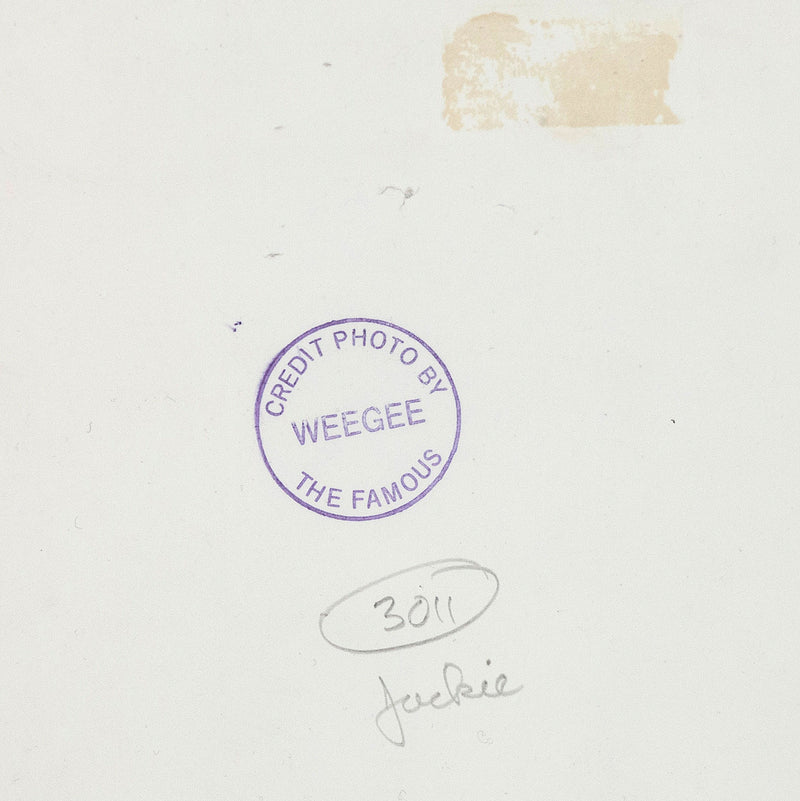 CREDIT PHOTO BY
WEEGEE
THE FAMOUS
3011
Jackie